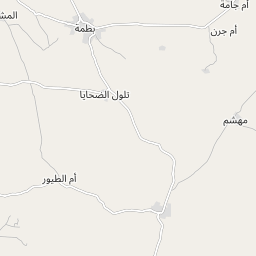 أم جامة
المش
أم جرن
بطمة
تلول الضحايا
مهشم
أم الطيور